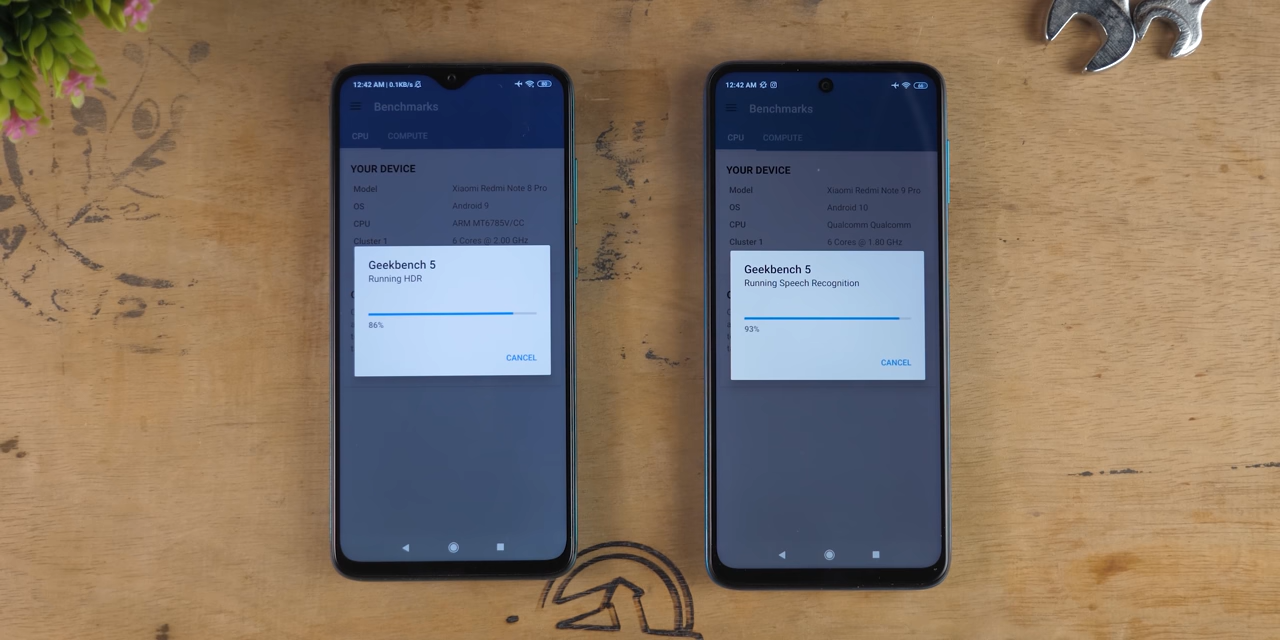 12:42 AM | 0.1KB/s
80
Benchmarks
CPU COMPUTE
YOUR DEVICE
Model Xiaomi Redmi Note 8 Pro
OS Android 9
CPU ARM MT6785V/CC
Cluster 1 6 Cores @ 2.00 GHz
Geekbench 5
Running HDR
86%
CANCEL
12:42 AM
Benchmarks
CPU COMPUTE
YOUR DEVICE
Model Xiaomi Redmi Note 9 Pro
OS Android 10
CPU Qualcomm Qualcomm
Cluster 1 6 Cores @ 1.80 GHz
Geekbench 5
Running Speech Recognition
93%
CANCEL